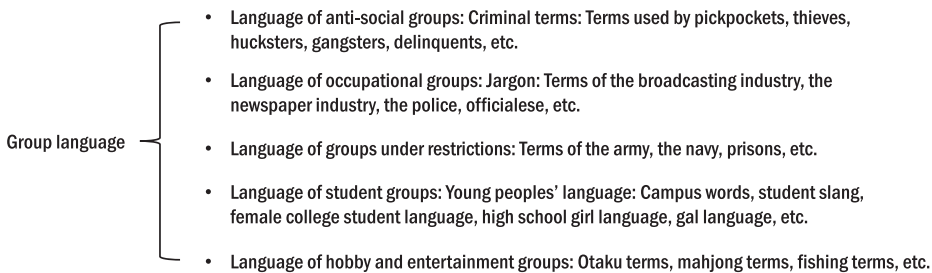 Group language
• Language of anti-social groups: Criminal terms: Terms used by pickpockets, thieves,
hucksters, gangsters, delinquents, etc.
• Language of occupational groups: Jargon: Terms of the broadcasting industry, the
newspaper industry, the police, officialese, etc.
• Language of groups under restrictions: Terms of the army, the navy, prisons, etc.
• Language of student groups: Young peoples’ language: Campus words, student slang,
female college student language, high school girl language, gal language, etc.
• Language of hobby and entertainment groups: Otaku terms, mahjong terms, fishing terms, etc.